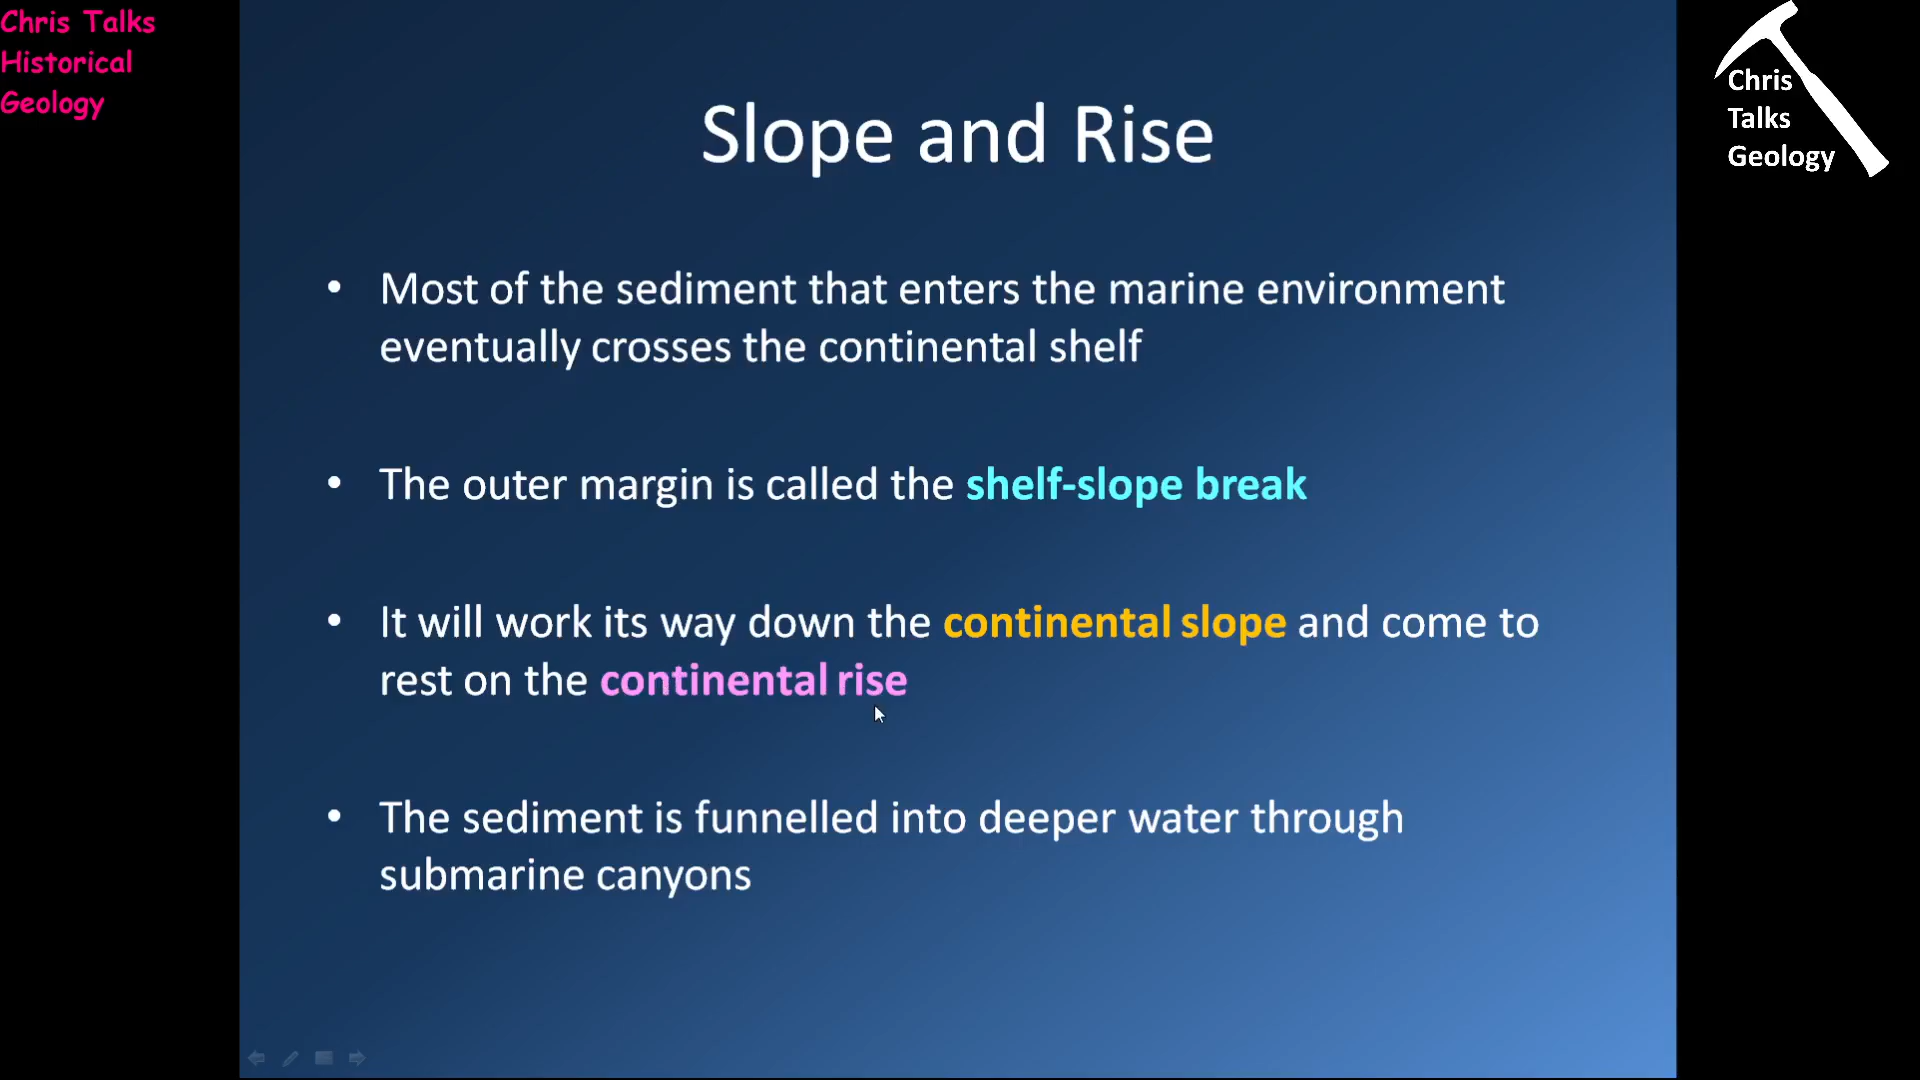 Chris Talks
Historical
Geology
Chris
Talks
Geology
Slope and Rise
• Most of the sediment that enters the marine environment
eventually crosses the continental shelf
• The outer margin is called the shelf-slope break
• It will work its way down the continental slope and come to
rest on the continental rise
• The sediment is funnelled into deeper water through
submarine canyons